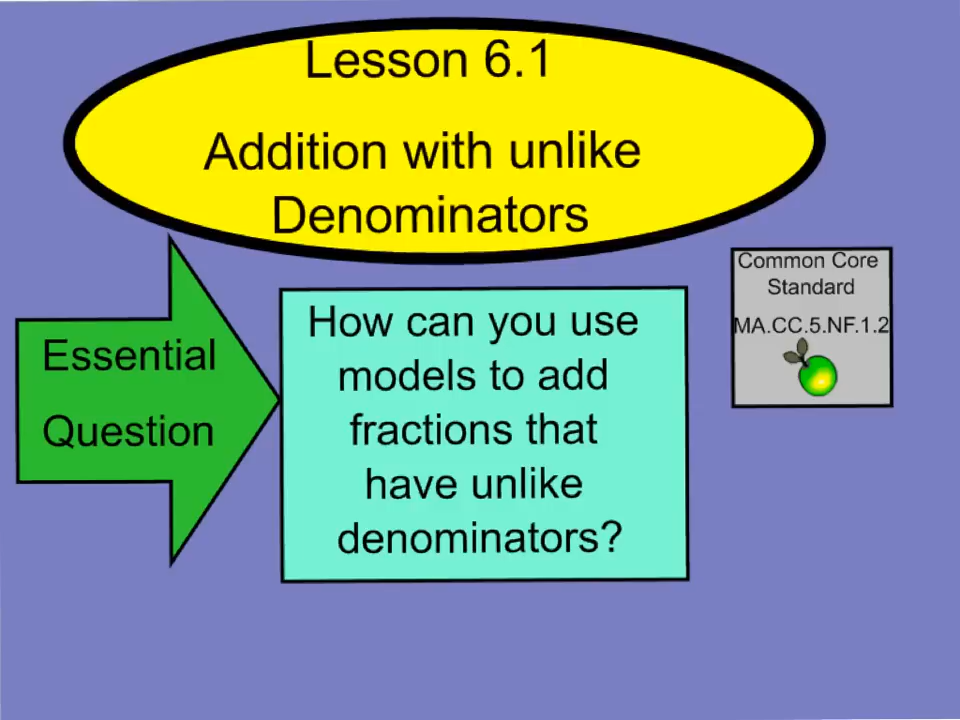 Lesson 6.1
Addition with unlike
Denominators
Essential
Question
How can you use
models to add
fractions that
have unlike
denominators?
Common Core
Standard
MA.CC.5.NF.1.2